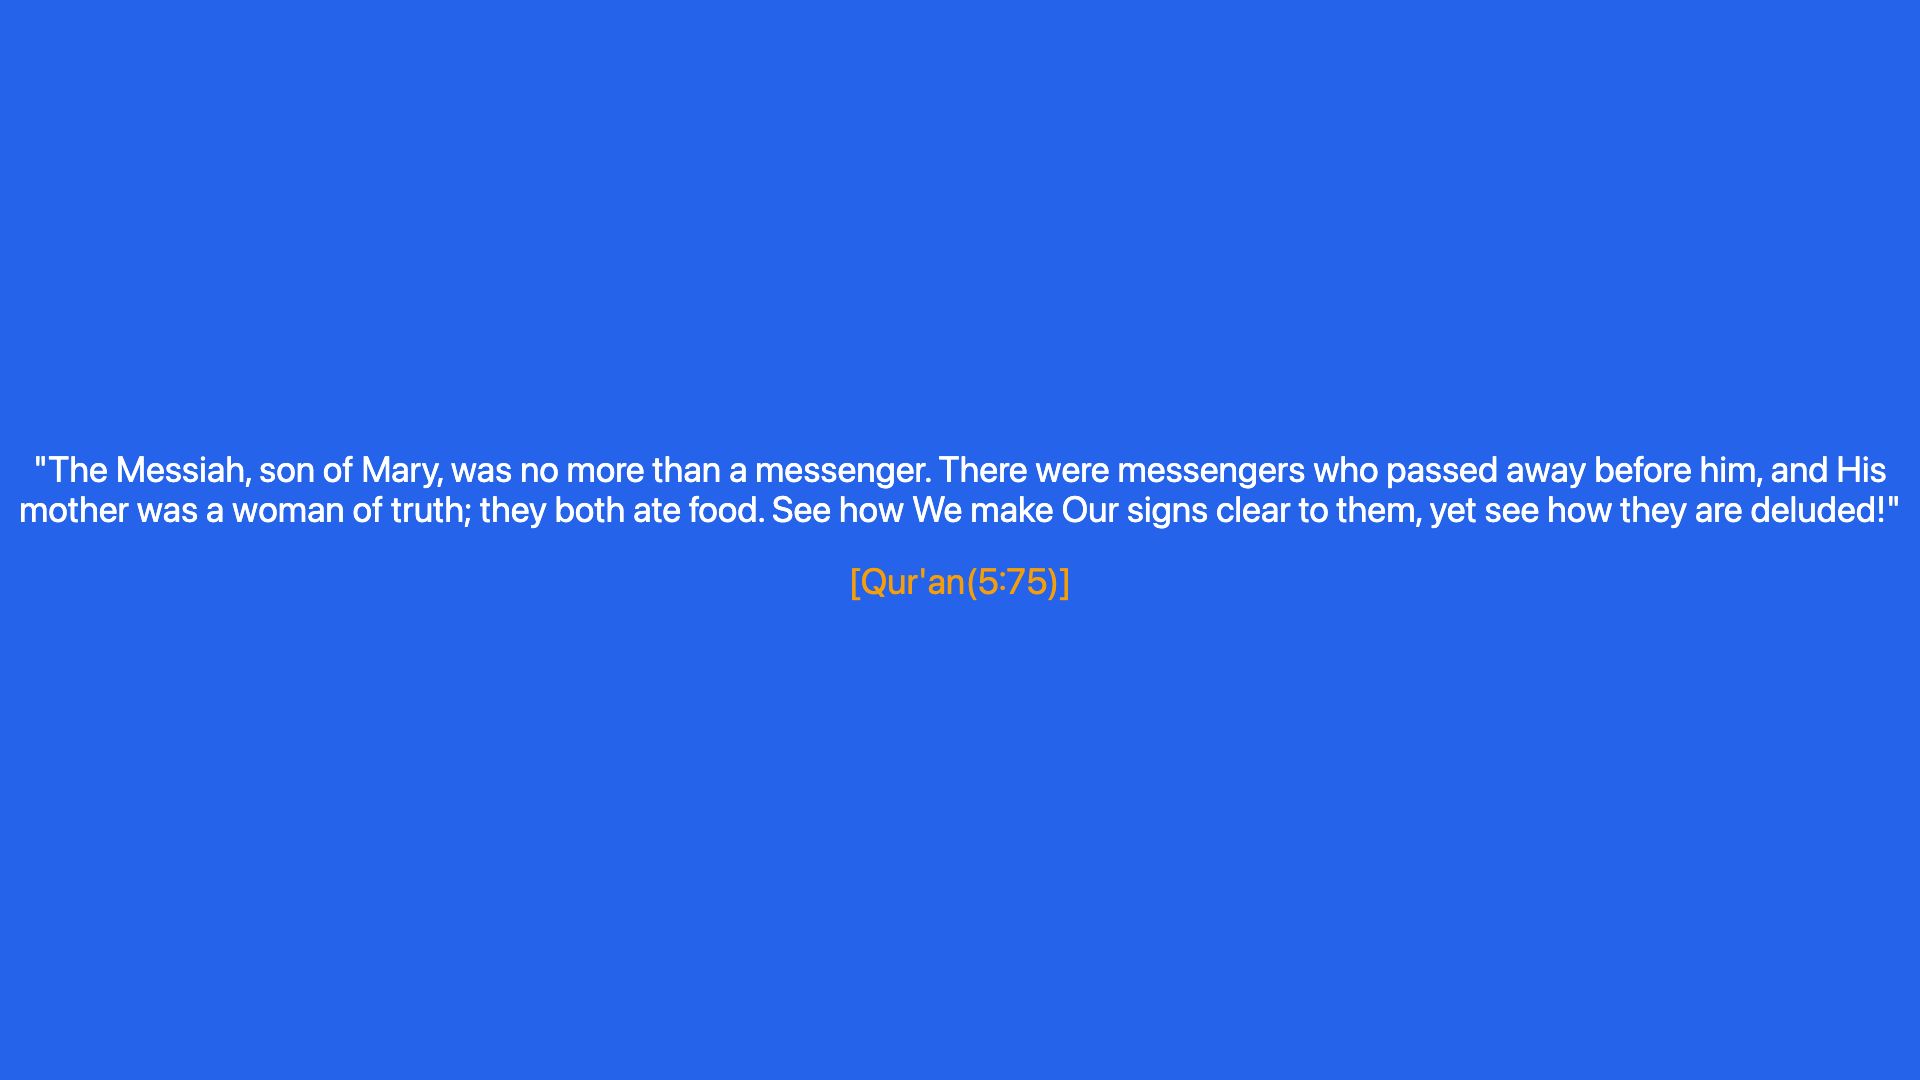 "The Messiah, son of Mary, was no more than a messenger. There were messengers who passed away before him, and His
mother was a woman of truth; they both ate food. See how We make Our signs clear to them, yet see how they are deluded!"
[Qur'an(5:75)]